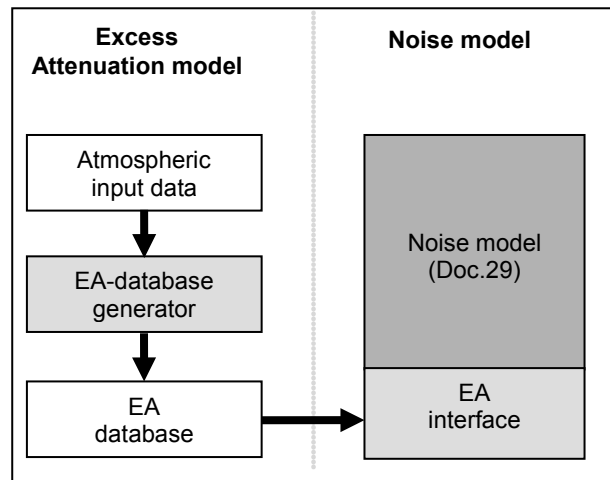 Excess
Attenuation model
Atmospheric
input data
EA-database
generator
EA
database
Noise model
Noise model
(Doc.29)
EA
interface